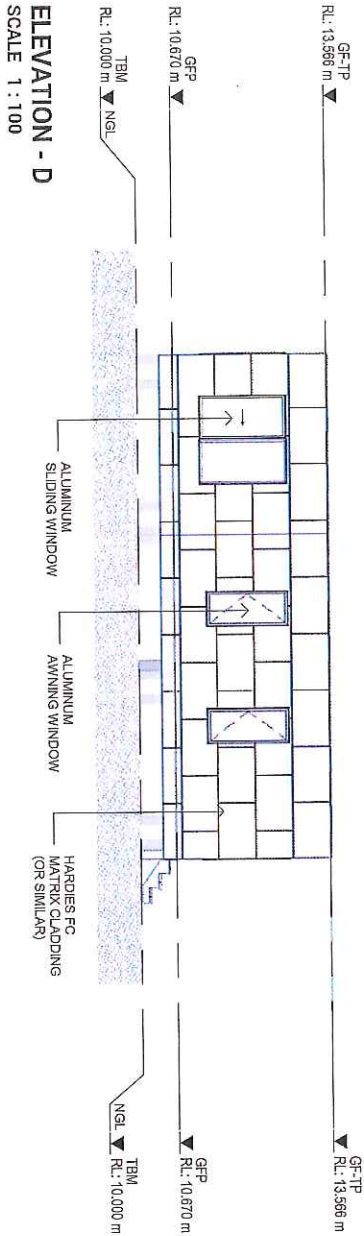 GF-TP
RL: 13.566 m
GFP
RL: 10.670 m
TBM
RL: 10.000 m
NGL
ALUMINUM
SLIDING WINDOW
ALUMINUM
AWNING WINDOW
HARDIES FC
MATRIX CLADDING
(OR SIMILAR)
GF-TP
RL: 13.566 m
GFP
RL: 10.670 m
NGL
TBM
RL: 10.000 m
ELEVATION - D
SCALE 1 : 100